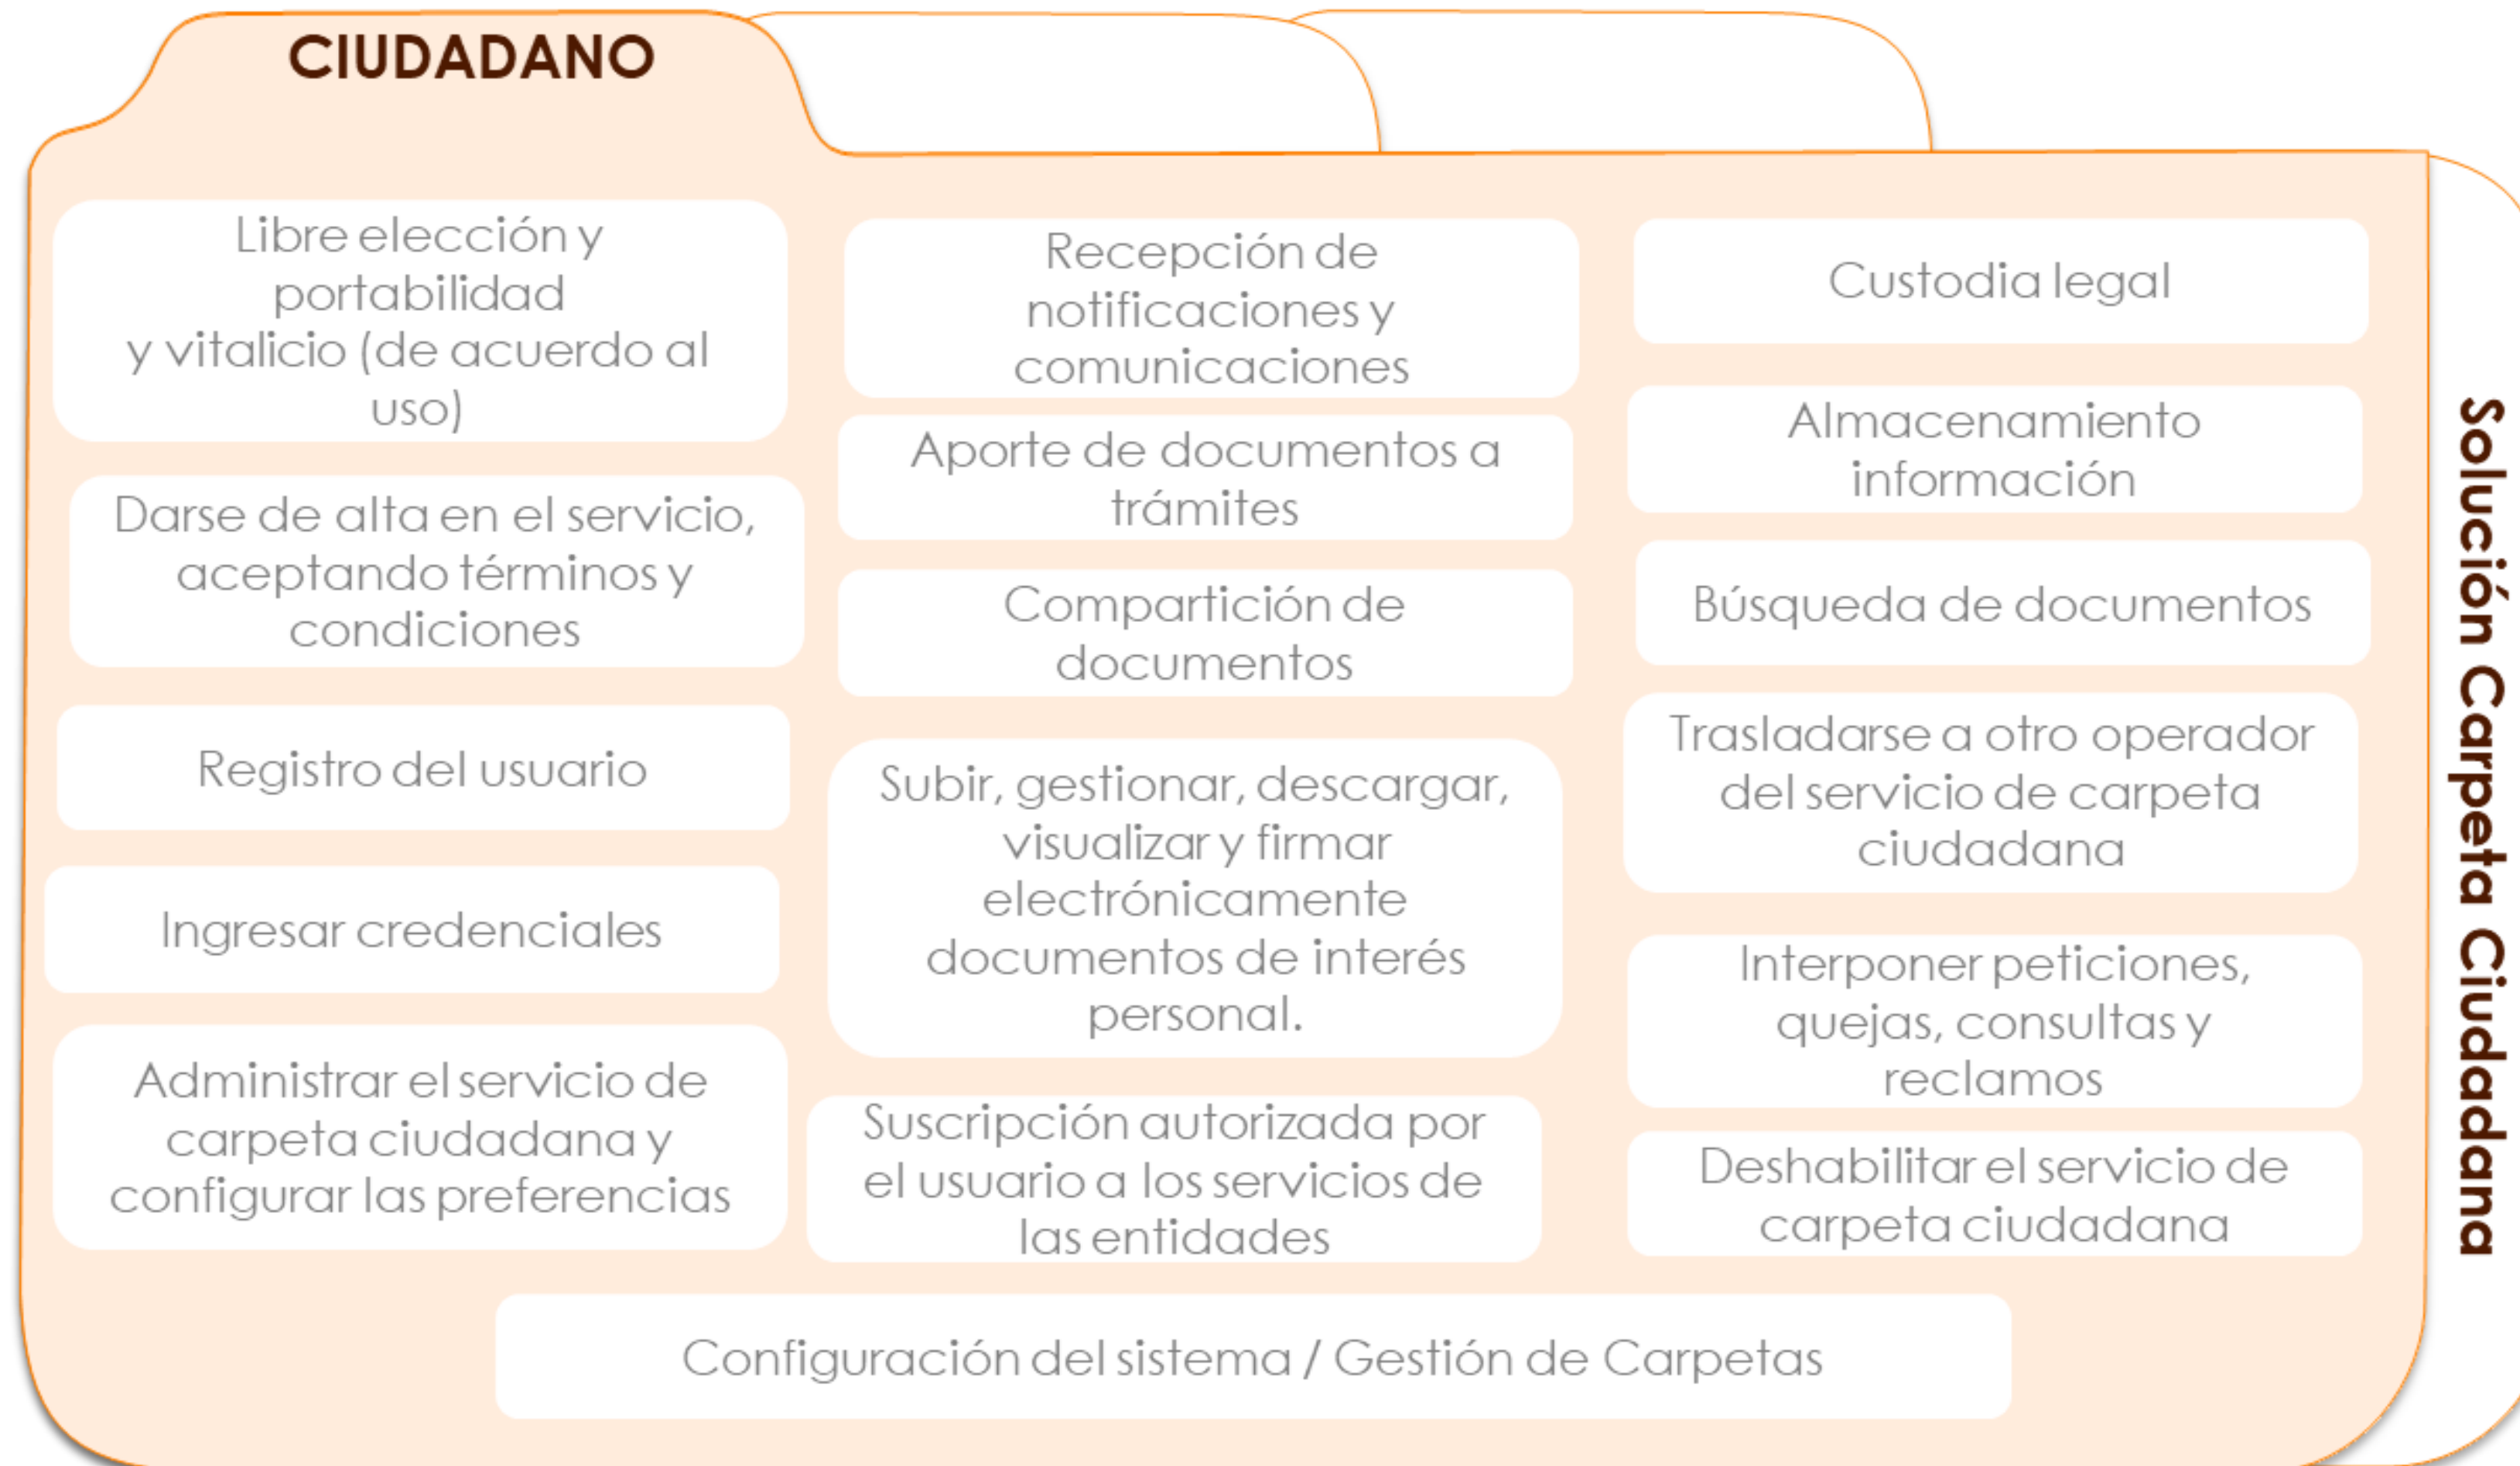 CIUDADANO
Libre elección y
portabilidad
y vitalicio (de acuerdo al
uso)
Darse de alta en el servicio,
aceptando términos y
condiciones
Registro del usuario
Ingresar credenciales
Administrar el servicio de
carpeta ciudadana y
configurar las preferencias
Recepción de
notificaciones y
comunicaciones
Aporte de documentos a
trámites
Compartición de
documentos
Subir, gestionar, descargar,
visualizar y firmar
electrónicamente
documentos de interés
personal.
Suscripción autorizada por
el usuario a los servicios de
las entidades
Custodia legal
Almacenamiento
información
Búsqueda de documentos
Trasladarse a otro operador
del servicio de carpeta
ciudadana
Interponer peticiones,
quejas, consultas y
reclamos
Deshabilitar el servicio de
carpeta ciudadana
Configuración del sistema / Gestión de Carpetas
Solución Carpeta Ciudadana